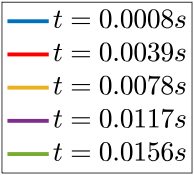 t = 0.0008s
t = 0.0039s
t = 0.0078s
t = 0.0117s
t = 0.0156s